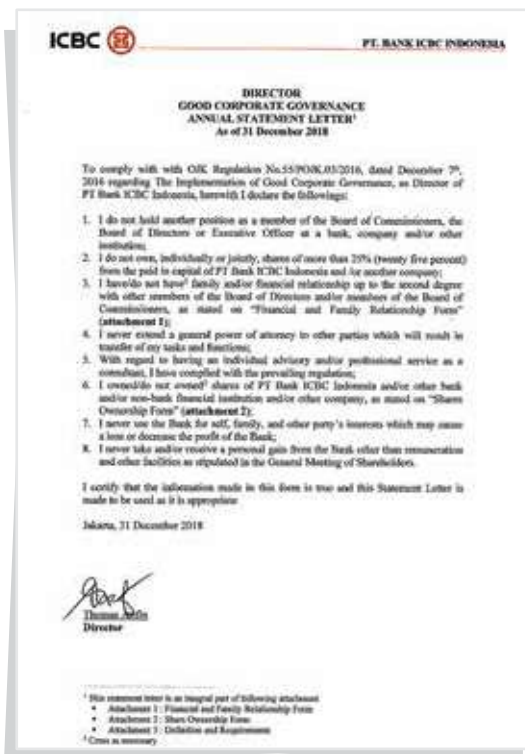 ICBC PT. BANK ICBC INDONESIA
DIRECTOR
GOOD CORPORATE GOVERNANCE
ANNUAL STATEMENT LETTER¹
As of 31 December 2018
To comply with with OJK Regulation No.55/POJK.03/2016, dated December 7th,
2016 regarding The Implementation of Good Corporate Governance, as Director of
PT Bank ICBC Indonesia, herewith I declare the followings:
1. I do not hold another position as a member of the Board of Commissioners, the
Board of Directors or Executive Officer at a bank, company and/or other
institution;
2. I do not own, individually or jointly, shares of more than 25% (twenty five percent)
from the paid in capital of PT Bank ICBC Indonesia and /or another company;
3. I have/do not have² family and/or financial relationship up to the second degree
with other members of the Board of Directors and/or members of the Board of
Commissioners, as stated on "Financial and Family Relationship Form"
(attachment 1);
4. I never extend a general power of attorney to other parties which will result in
transfer of my tasks and functions;
5. With regard to having an individual advisory and/or professional service as a
consultant, I have complied with the prevailing regulation;
6. I owned/do not owned² shares of PT Bank ICBC Indonesia and/or other bank
and/or non-bank financial institution and/or other company, as stated on "Shares
Ownership Form" (attachment 2);
7. I never use the Bank for self, family, and other party's interests which may cause
a loss or decrease the profit of the Bank;
8. I never take and/or receive a personal gain from the Bank other than remuneration
and other facilities as stipulated in the General Meeting of Shareholders.
I certify that the information made in this form is true and this Statement Letter is
made to be used as it is appropriate
Jakarta, 31 December 2018
Thomas
Director
¹ This statement letter is an integral part of following attachment
• Attachment 1 : Financial and Family Relationship Form
• Attachment 2 : Share Ownership Form
• Attachment 3 : Definition and Requirement
² Cross as necessary